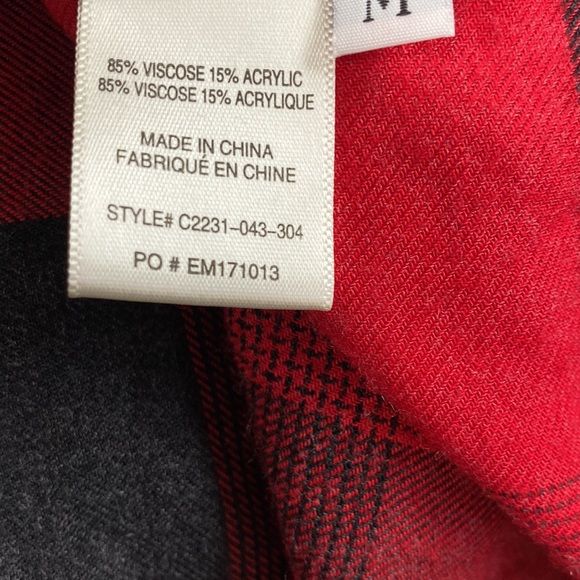 M
85% VISCOSE 15% ACRYLIC
85% VISCOSE 15% ACRYLIQUE
MADE IN CHINA
FABRIQUÉ EN CHINE
STYLE# C2231-043-304
PO # EM171013